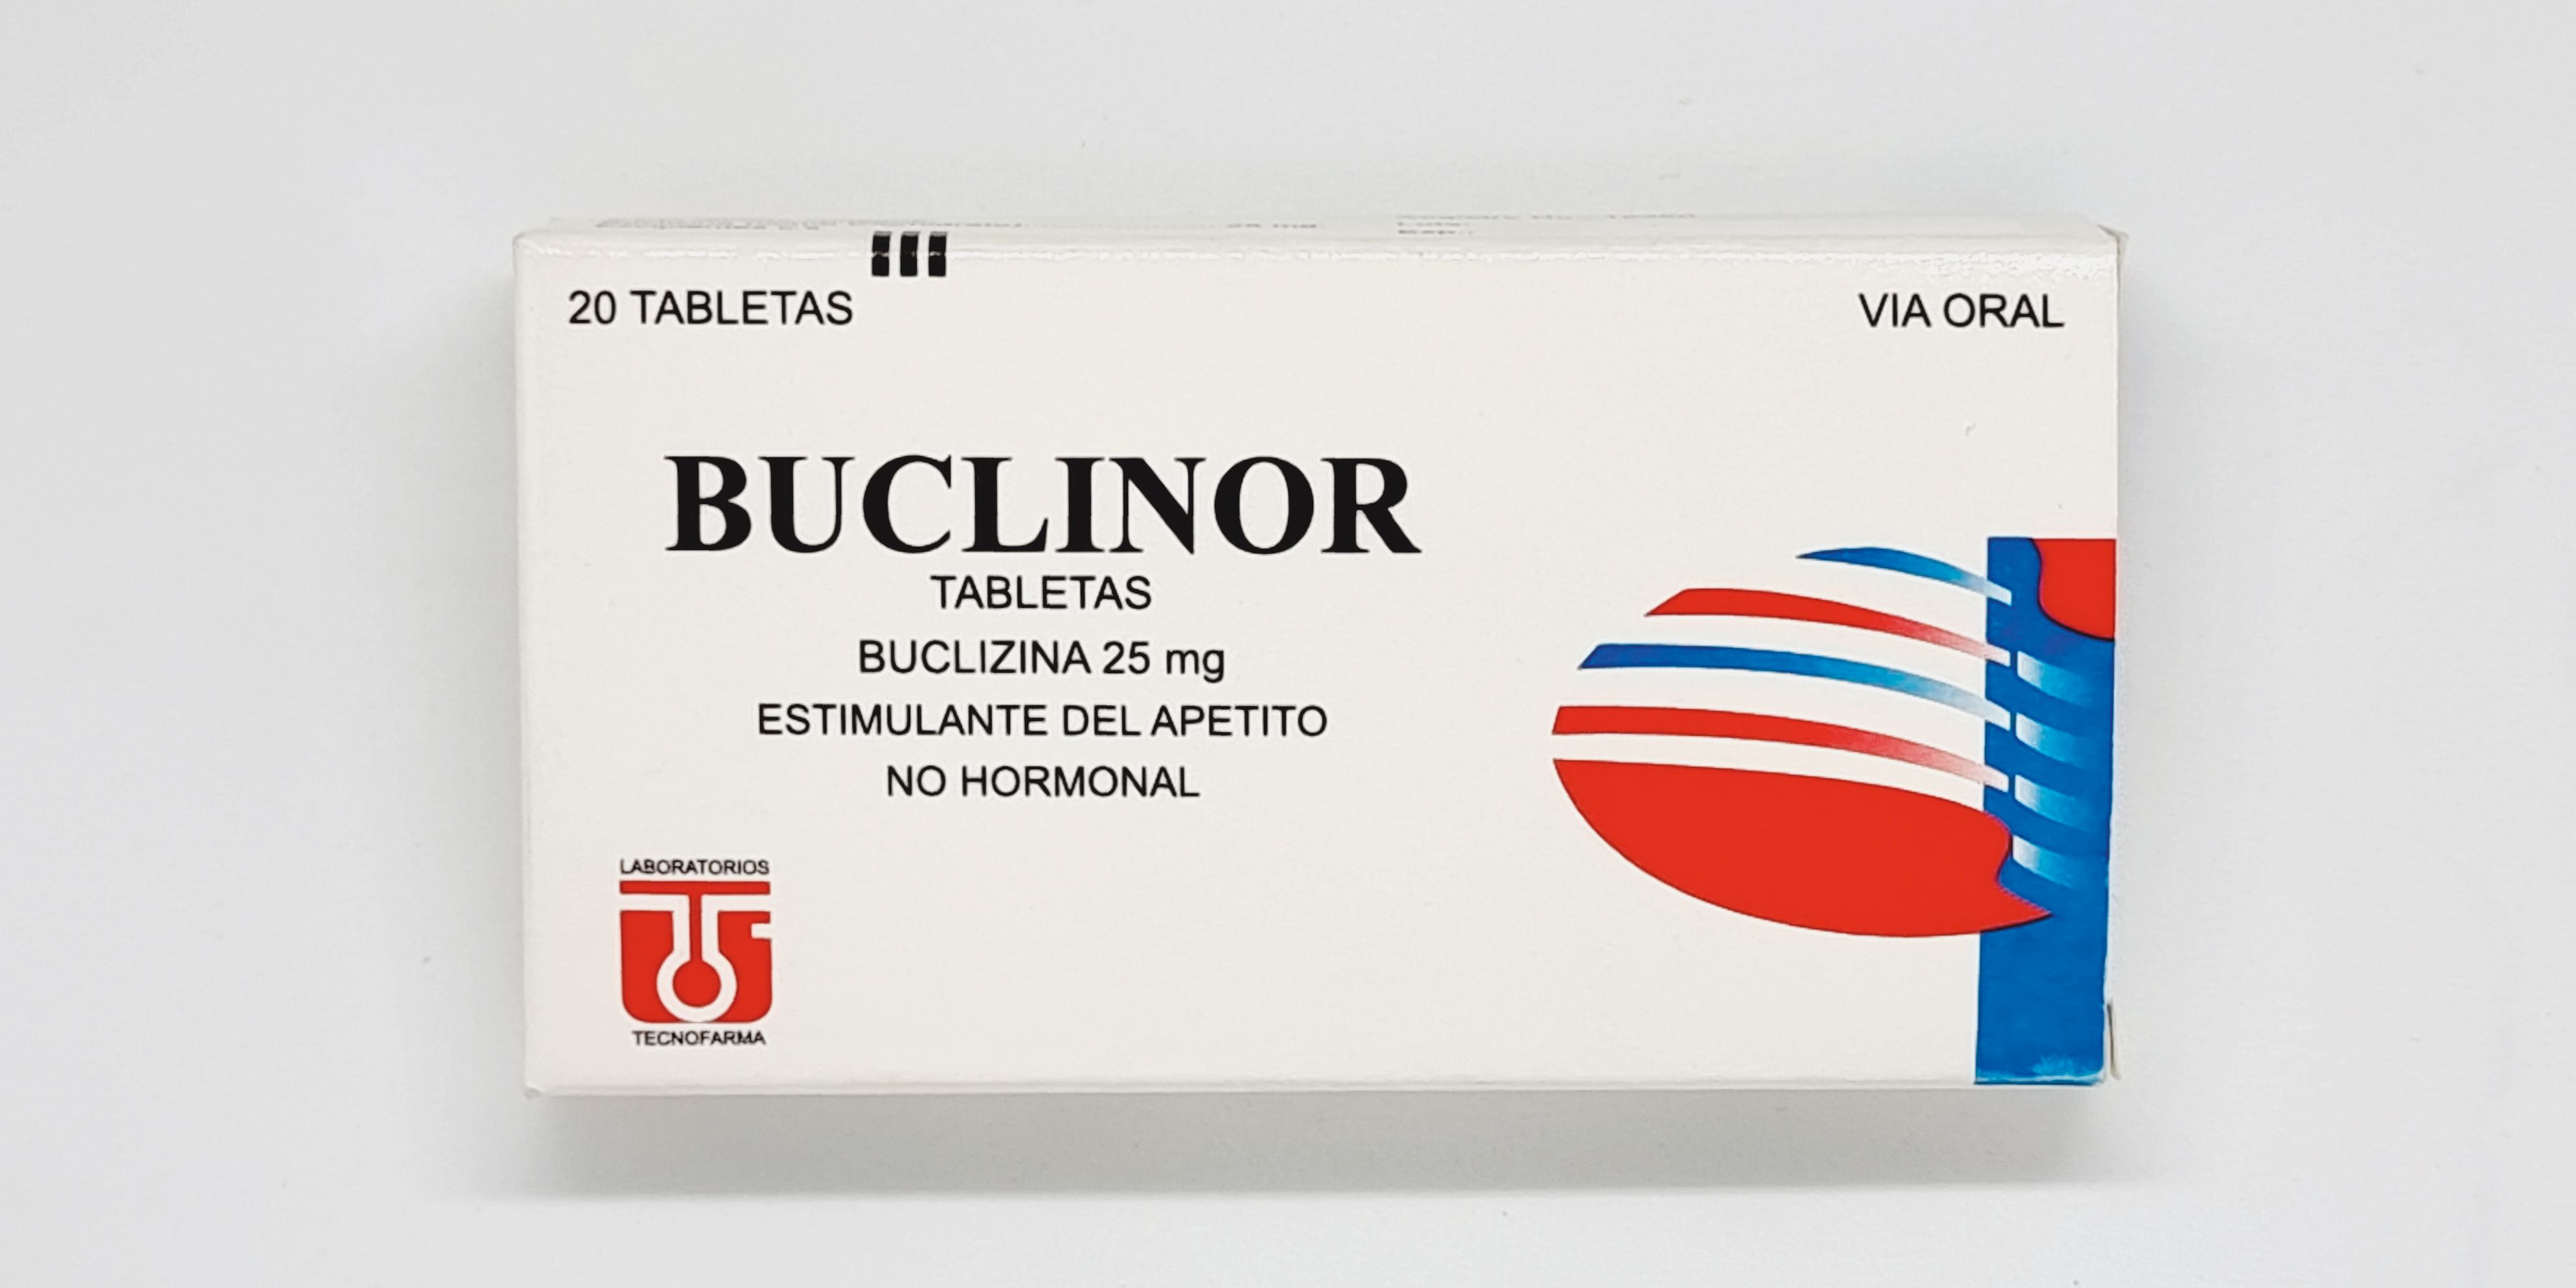 20 TABLETAS
VIA ORAL
BUCLINOR
TABLETAS
BUCLIZINA 25 mg
ESTIMULANTE DEL APETITO
NO HORMONAL
LABORATORIOS
TECNOFARMA